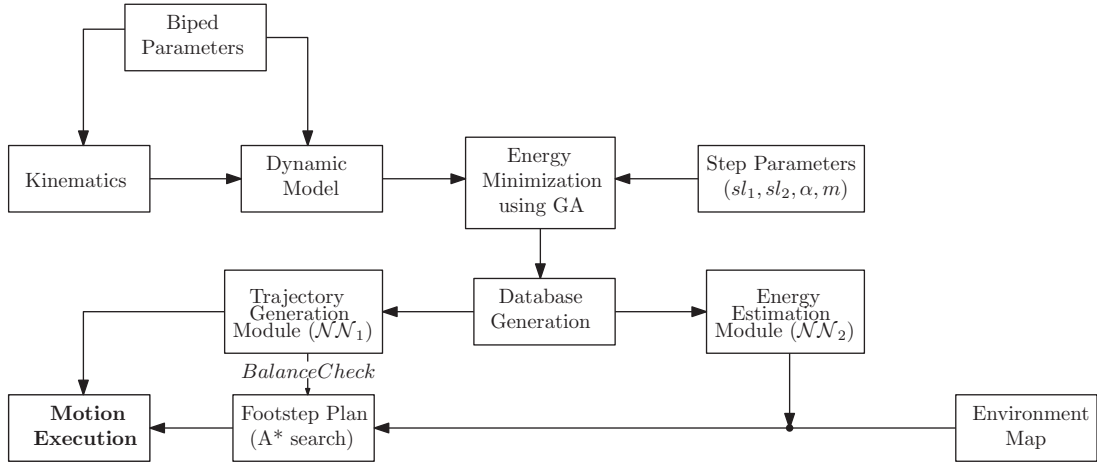 Biped
Parameters
Kinematics
Dynamic
Model
Energy
Minimization
using GA
Step Parameters
(sl₁, sl₂, α, m)
Trajectory
Generation
Module (𝒩𝒩₁)
Database
Generation
Energy
Estimation
Module (𝒩𝒩₂)
BalanceCheck
Motion
Execution
Footstep Plan
(A* search)
Environment
Map